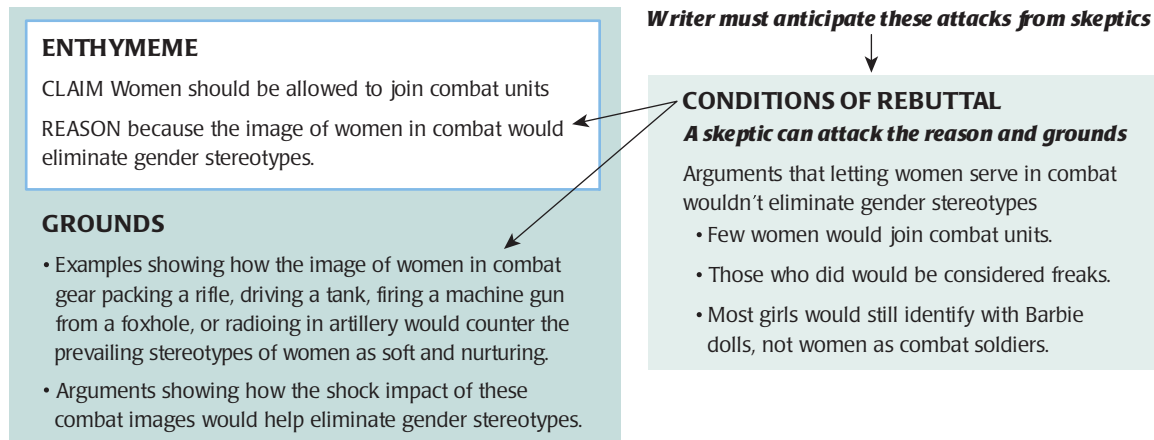 ENTHYMEME
CLAIM Women should be allowed to join combat units
REASON because the image of women in combat would
eliminate gender stereotypes.
GROUNDS
• Examples showing how the image of women in combat
gear packing a rifle, driving a tank, firing a machine gun
from a foxhole, or radioing in artillery would counter the
prevailing stereotypes of women as soft and nurturing.
• Arguments showing how the shock impact of these
combat images would help eliminate gender stereotypes.
Writer must anticipate these attacks from skeptics
CONDITIONS OF REBUTTAL
A skeptic can attack the reason and grounds
Arguments that letting women serve in combat
wouldn't eliminate gender stereotypes
• Few women would join combat units.
• Those who did would be considered freaks.
• Most girls would still identify with Barbie
dolls, not women as combat soldiers.